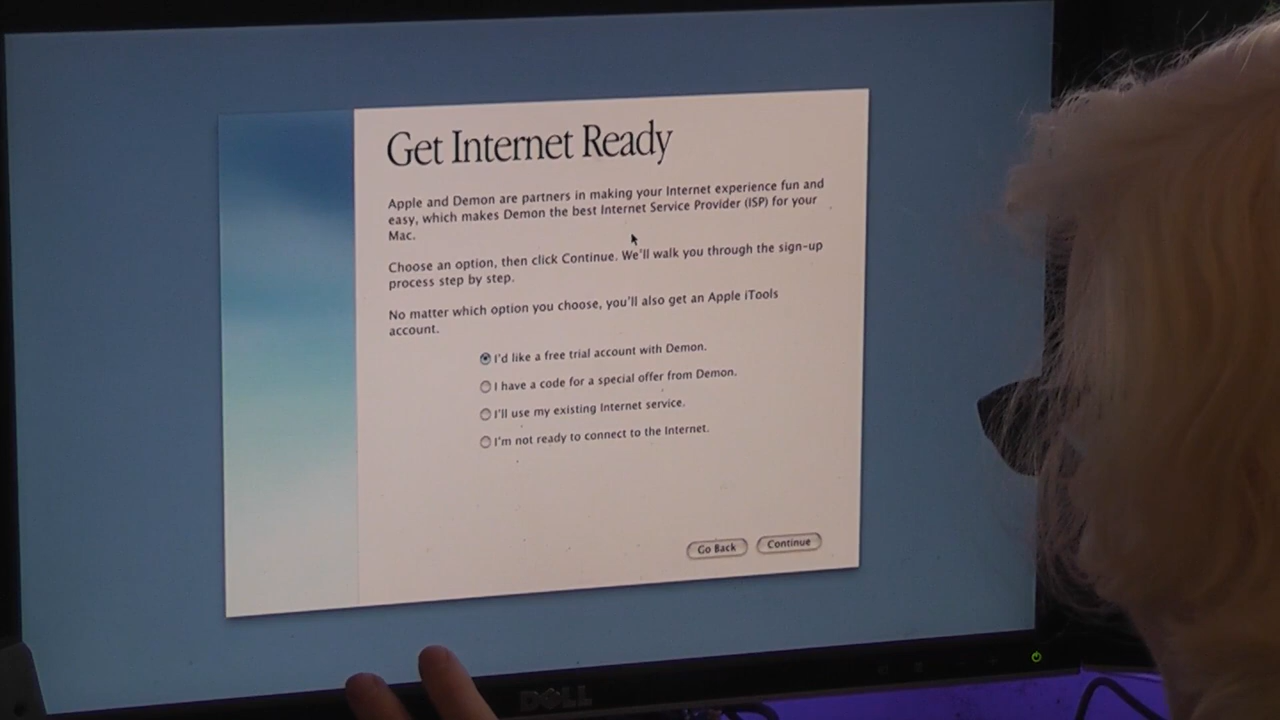 Get Internet Ready
Apple and Demon are partners in making your Internet experience fun and
easy, which makes Demon the best Internet Service Provider (ISP) for your
Mac.
Choose an option, then click Continue. We'll walk you through the sign-up
process step by step.
No matter which option you choose, you'll also get an Apple iTools
account.
I'd like a free trial account with Demon.
I have a code for a special offer from Demon.
I'll use my existing Internet service.
I'm not ready to connect to the Internet.
Go Back Continue
DELL